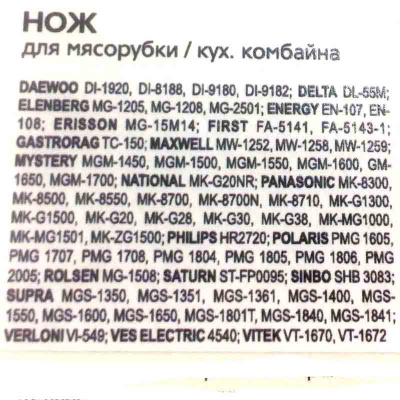 НОЖ
для мясорубки / кух. комбайна
DAEWOO DI-1920, DI-8188, DI-9180, DI-9182; DELTA DL-55M;
ELENBERG MG-1205, MG-1208, MG-2501; ENERGY EN-107, EN-
108; ERISSON MG-15M14; FIRST FA-5141, FA-5143-1;
GASTRORAG TC-150; MAXWELL MW-1252, MW-1258, MW-1259;
MYSTERY MGM-1450, MGM-1500, MGM-1550, MGM-1600, GM-
1650, MGM-1700; NATIONAL MK-G20NR; PANASONIC MK-8300,
MK-8500, MK-8550, MK-8700, MK-8700N, MK-8710, MK-G1300,
MK-G1500, MK-G20, MK-G28, MK-G30, MK-G38, MK-MG1000,
MK-MG1501, MK-ZG1500; PHILIPS HR2720; POLARIS PMG 1605,
PMG 1707, PMG 1708, PMG 1804, PMG 1805, PMG 1806, PMG
2005; ROLSEN MG-1508; SATURN ST-FP0095; SINBO SHB 3083;
SUPRA MGS-1350, MGS-1351, MGS-1361, MGS-1400, MGS-
1550, MGS-1600, MGS-1650, MGS-1801T, MGS-1840, MGS-1841;
VERLONI VI-549; VES ELECTRIC 4540; VITEK VT-1670, VT-1672